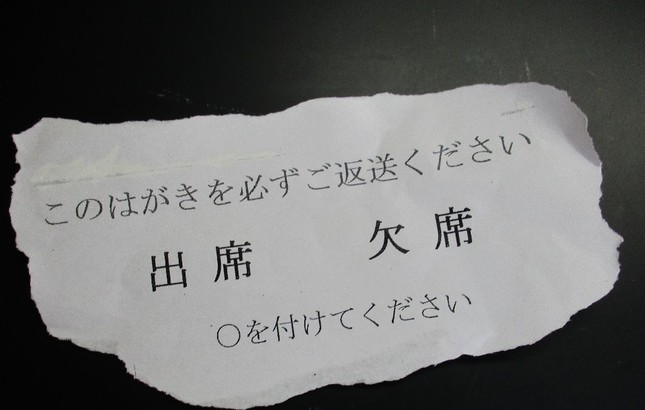 このはがきを必ずご返送ください
出席　　欠席
〇を付けてください